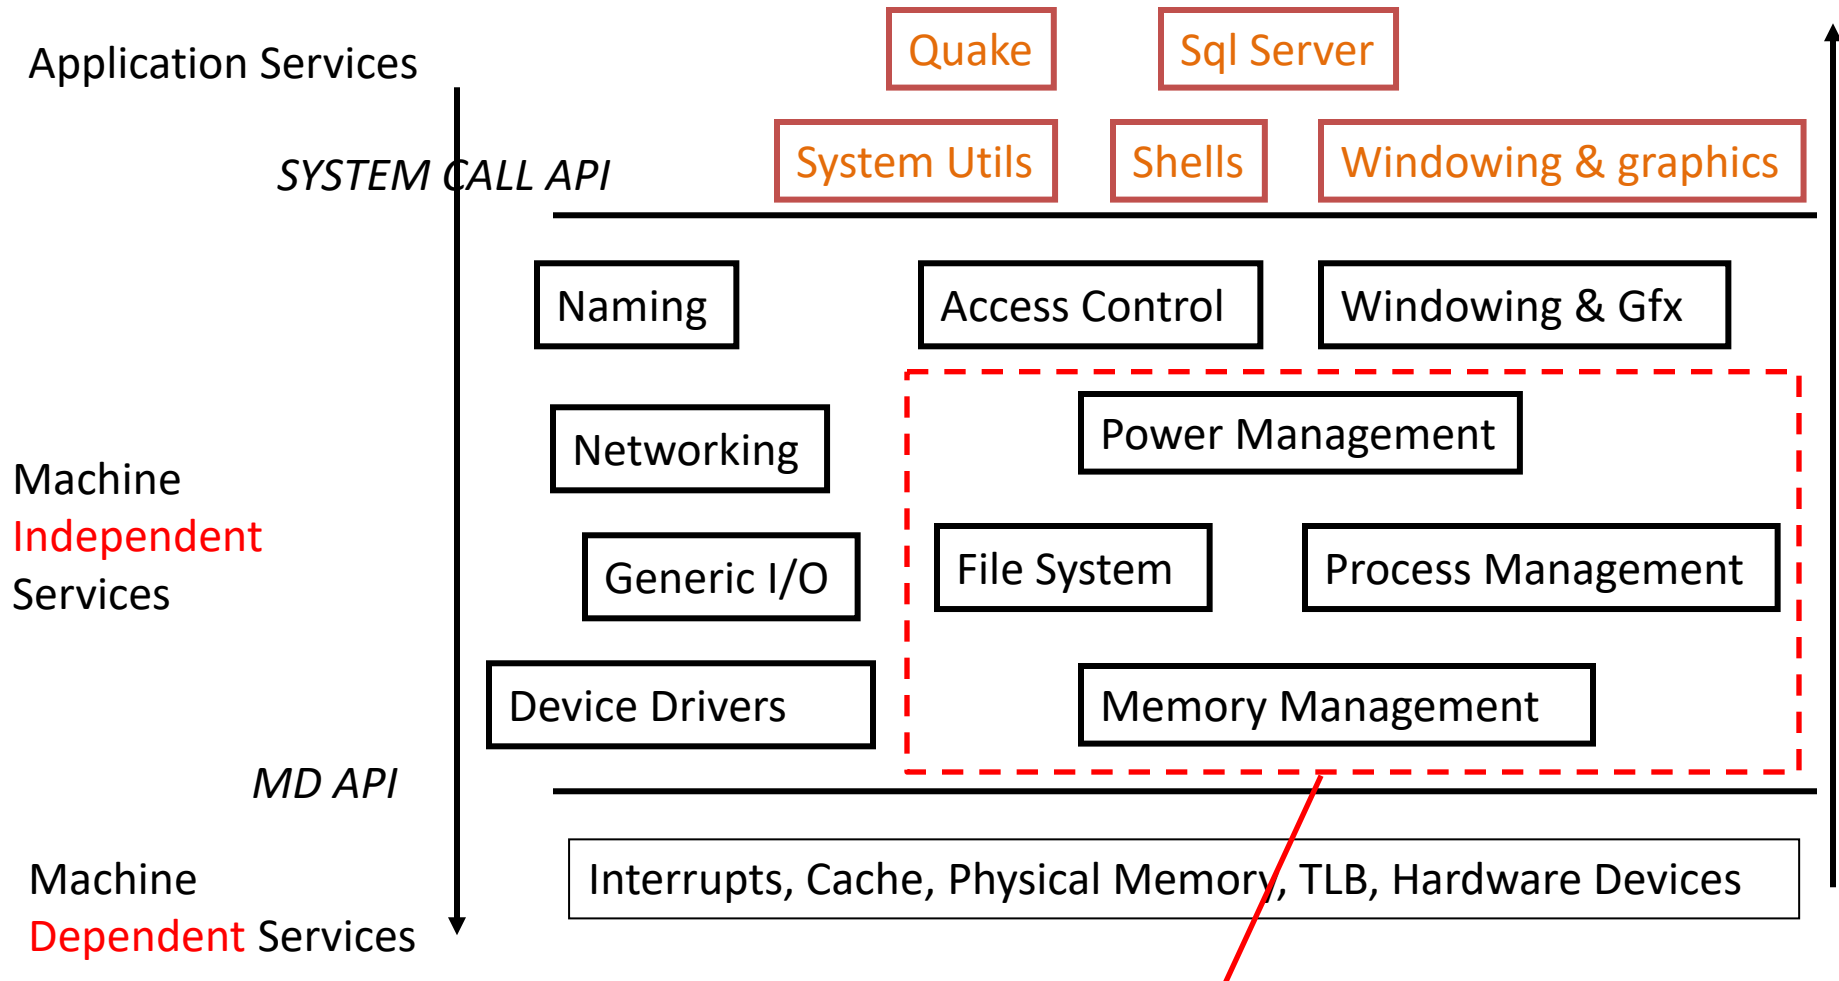 Application Services
Quake
Sql Server
SYSTEM CALL API
System Utils
Shells
Windowing & graphics
Naming
Access Control
Windowing & Gfx
Networking
Power Management
Machine
Independent
Services
Generic I/O
File System
Process Management
Device Drivers
Memory Management
MD API
Interrupts, Cache, Physical Memory, TLB, Hardware Devices
Machine
Dependent Services